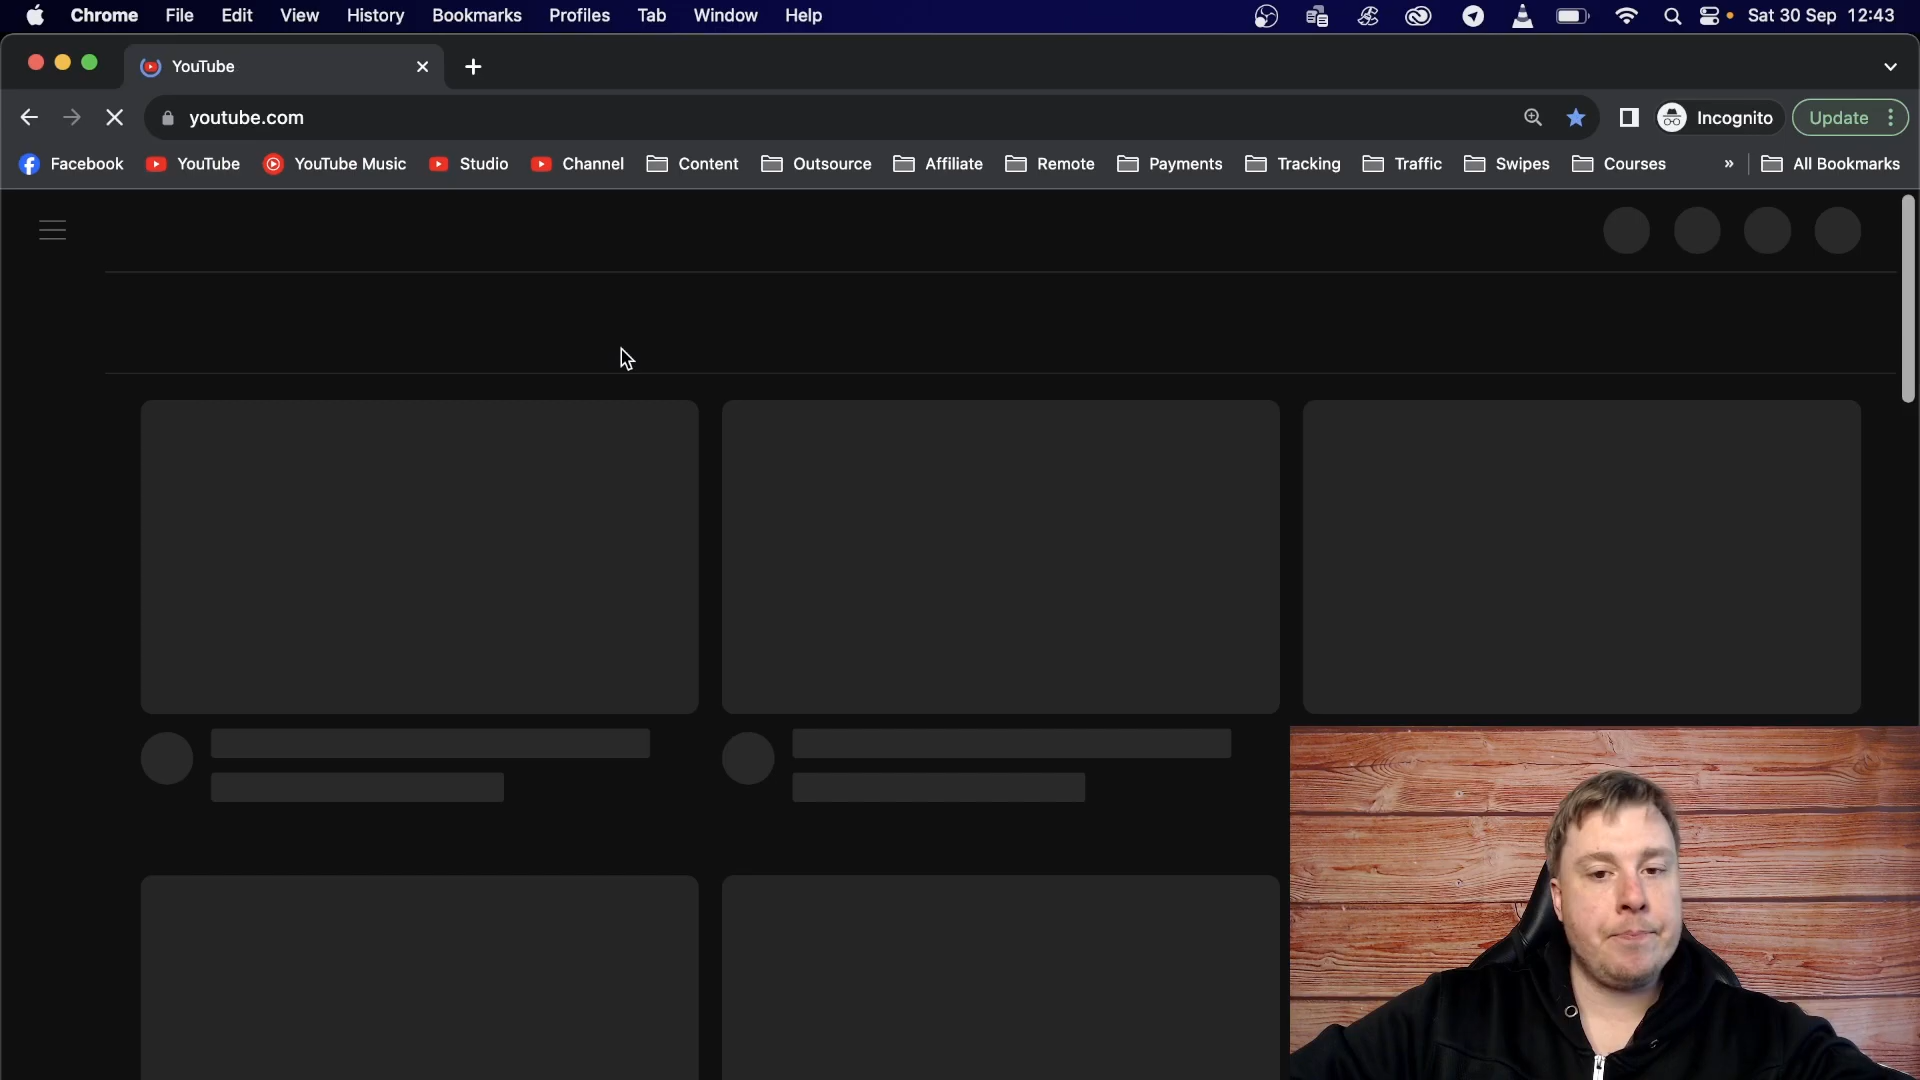 Chrome File Edit View History Bookmarks Profiles Tab Window Help Sat 30 Sep 12:43
YouTube
youtube.com Incognito Update
Facebook YouTube YouTube Music Studio Channel Content Outsource Affiliate Remote Payments Tracking Traffic Swipes Courses » All Bookmarks